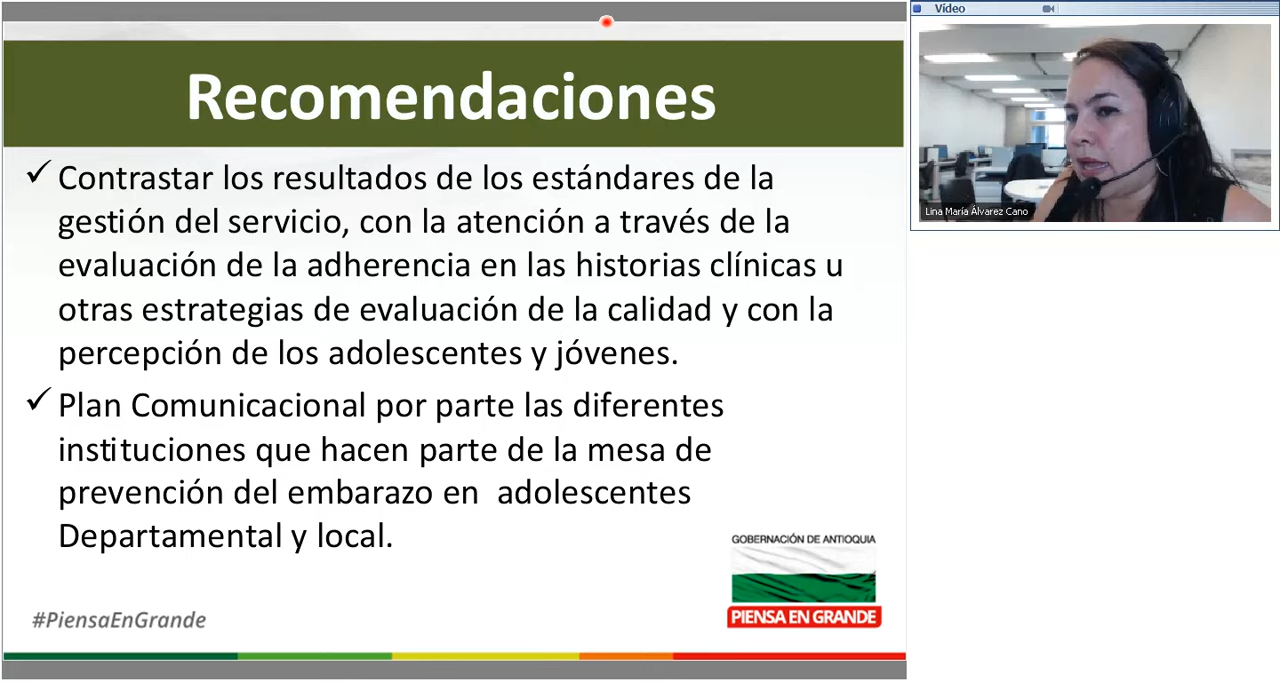 Recomendaciones
✓ Contrastar los resultados de los estándares de la
gestión del servicio, con la atención a través de la
evaluación de la adherencia en las historias clínicas u
otras estrategias de evaluación de la calidad y con la
percepción de los adolescentes y jóvenes.
✓ Plan Comunicacional por parte las diferentes
instituciones que hacen parte de la mesa de
prevención del embarazo en  adolescentes
Departamental y local.
GOBERNACIÓN DE ANTIOQUIA
PIENSA EN GRANDE
#PiensaEnGrande
Vídeo
Lina María Álvarez Cano